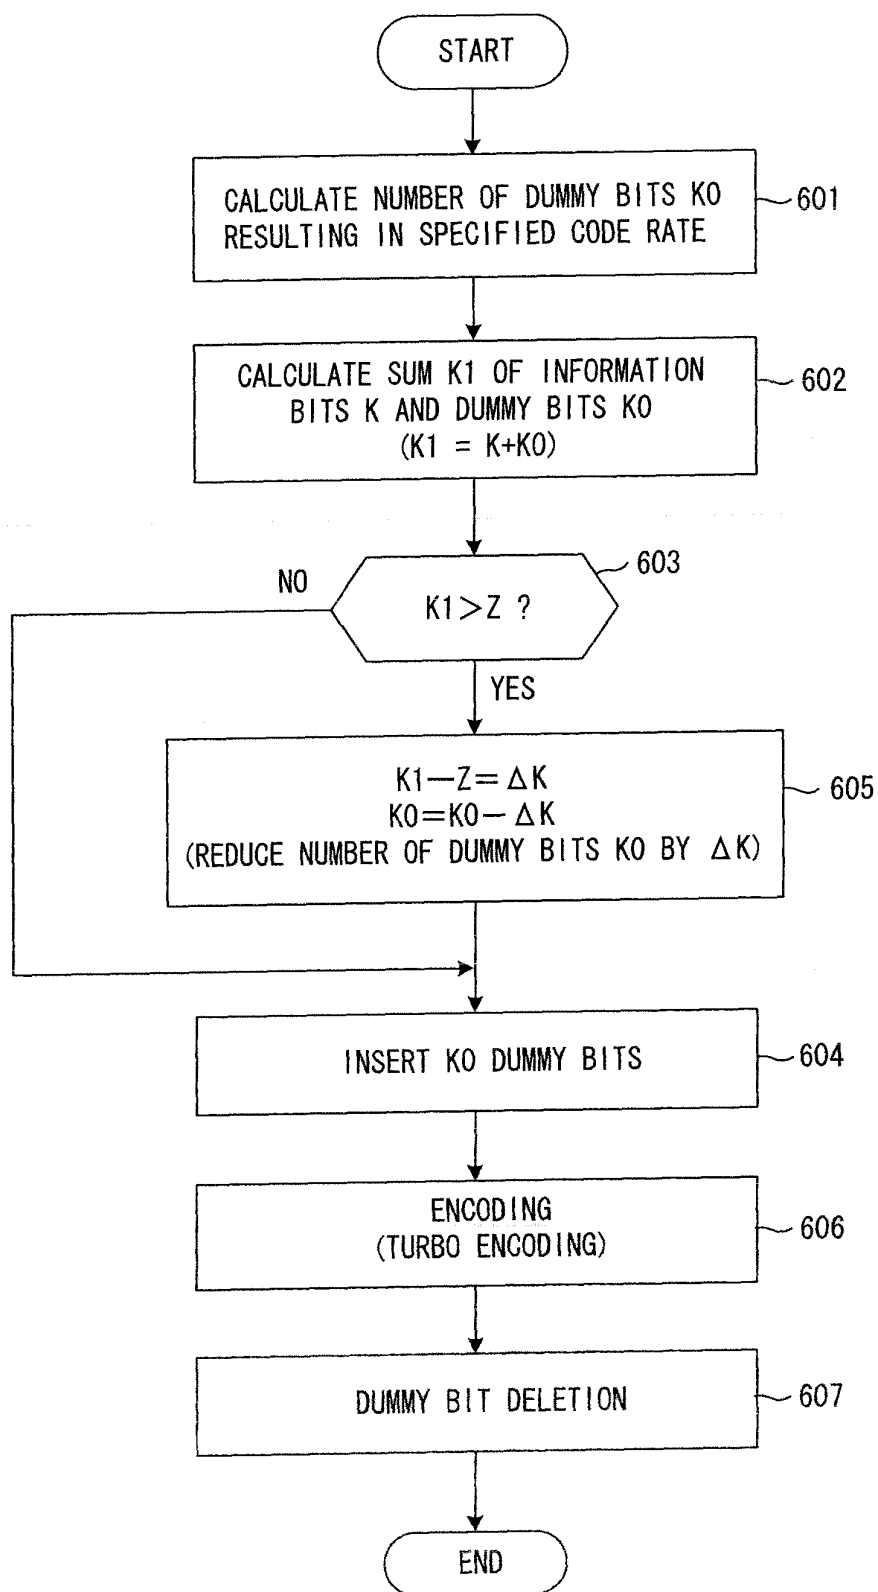 START
CALCULATE NUMBER OF DUMMY BITS K0
RESULTING IN SPECIFIED CODE RATE
601
CALCULATE SUM K1 OF INFORMATION
BITS K AND DUMMY BITS K0
(K1 = K+K0)
602
603
NO
K1>Z ?
YES
K1−Z=ΔK
K0=K0−ΔK
(REDUCE NUMBER OF DUMMY BITS K0 BY ΔK)
605
INSERT K0 DUMMY BITS
604
ENCODING
(TURBO ENCODING)
606
DUMMY BIT DELETION
607
END